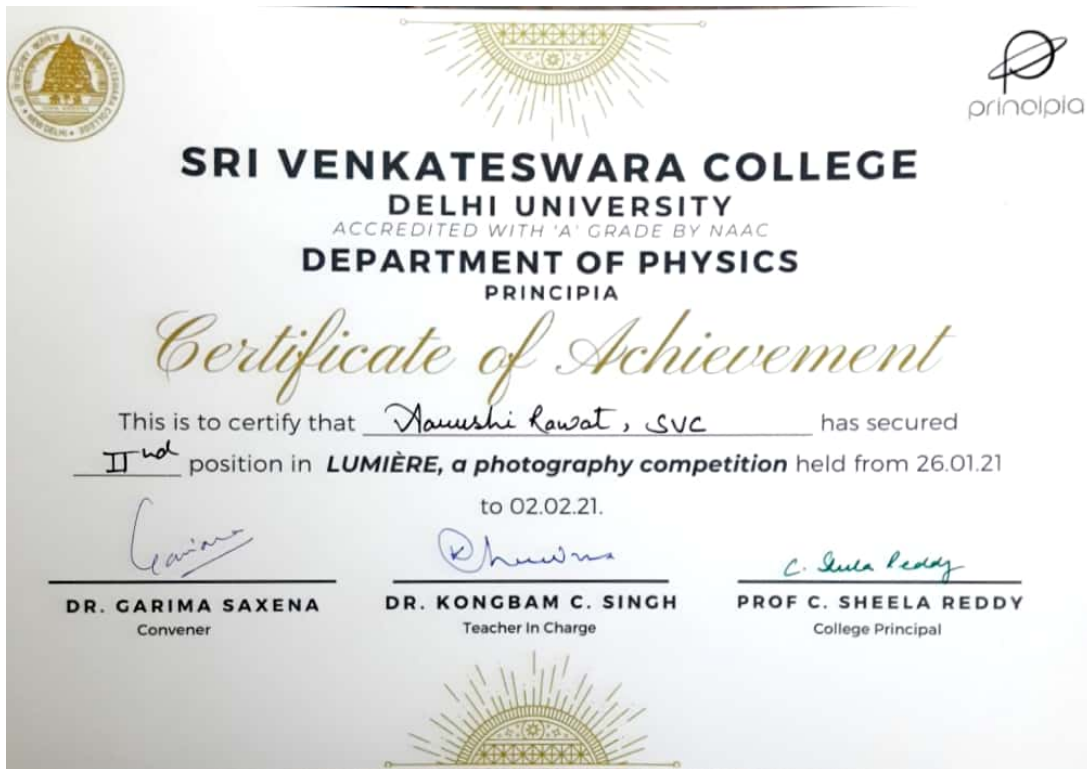 principia
SRI VENKATESWARA COLLEGE
DELHI UNIVERSITY
ACCREDITED WITH 'A' GRADE BY NAAC
DEPARTMENT OF PHYSICS
PRINCIPIA
Certificate of Achievement
This is to certify that Rawat, SVC has secured
IInd position in LUMIÈRE, a photography competition held from 26.01.21
to 02.02.21.
Garima
C. Sheela Reddy
DR. GARIMA SAXENA DR. KONGBAM C. SINGH PROF C. SHEELA REDDY
Convener Teacher In Charge College Principal